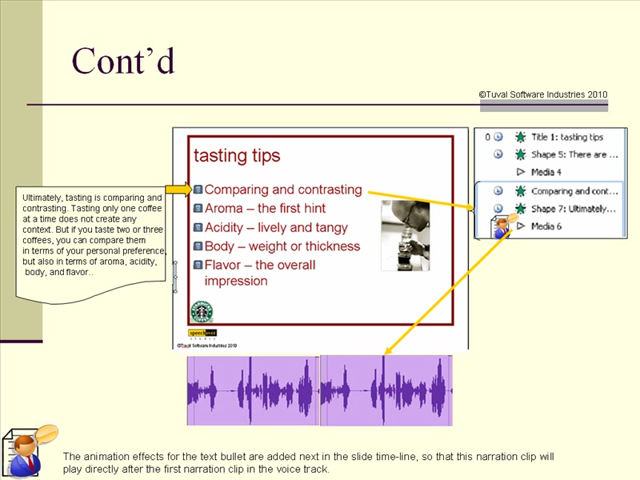 Cont’d
©Tuval Software Industries 2010
0 Title 1: tasting tips
Shape 5: There are ...
Media 4
Comparing and cont...
Shape 7: Ultimately...
Media 6
Ultimately, tasting is comparing and
contrasting. Tasting only one coffee
at a time does not create any
context. But if you taste two or three
coffees, you can compare them
in terms of your personal preference,
but also in terms of aroma, acidity,
body, and flavor..
tasting tips
Comparing and contrasting
Aroma – the first hint
Acidity – lively and tangy
Body – weight or thickness
Flavor – the overall
impression
©Tuval Software Industries 2010
The animation effects for the text bullet are added next in the slide time-line, so that this narration clip will
play directly after the first narration clip in the voice track.